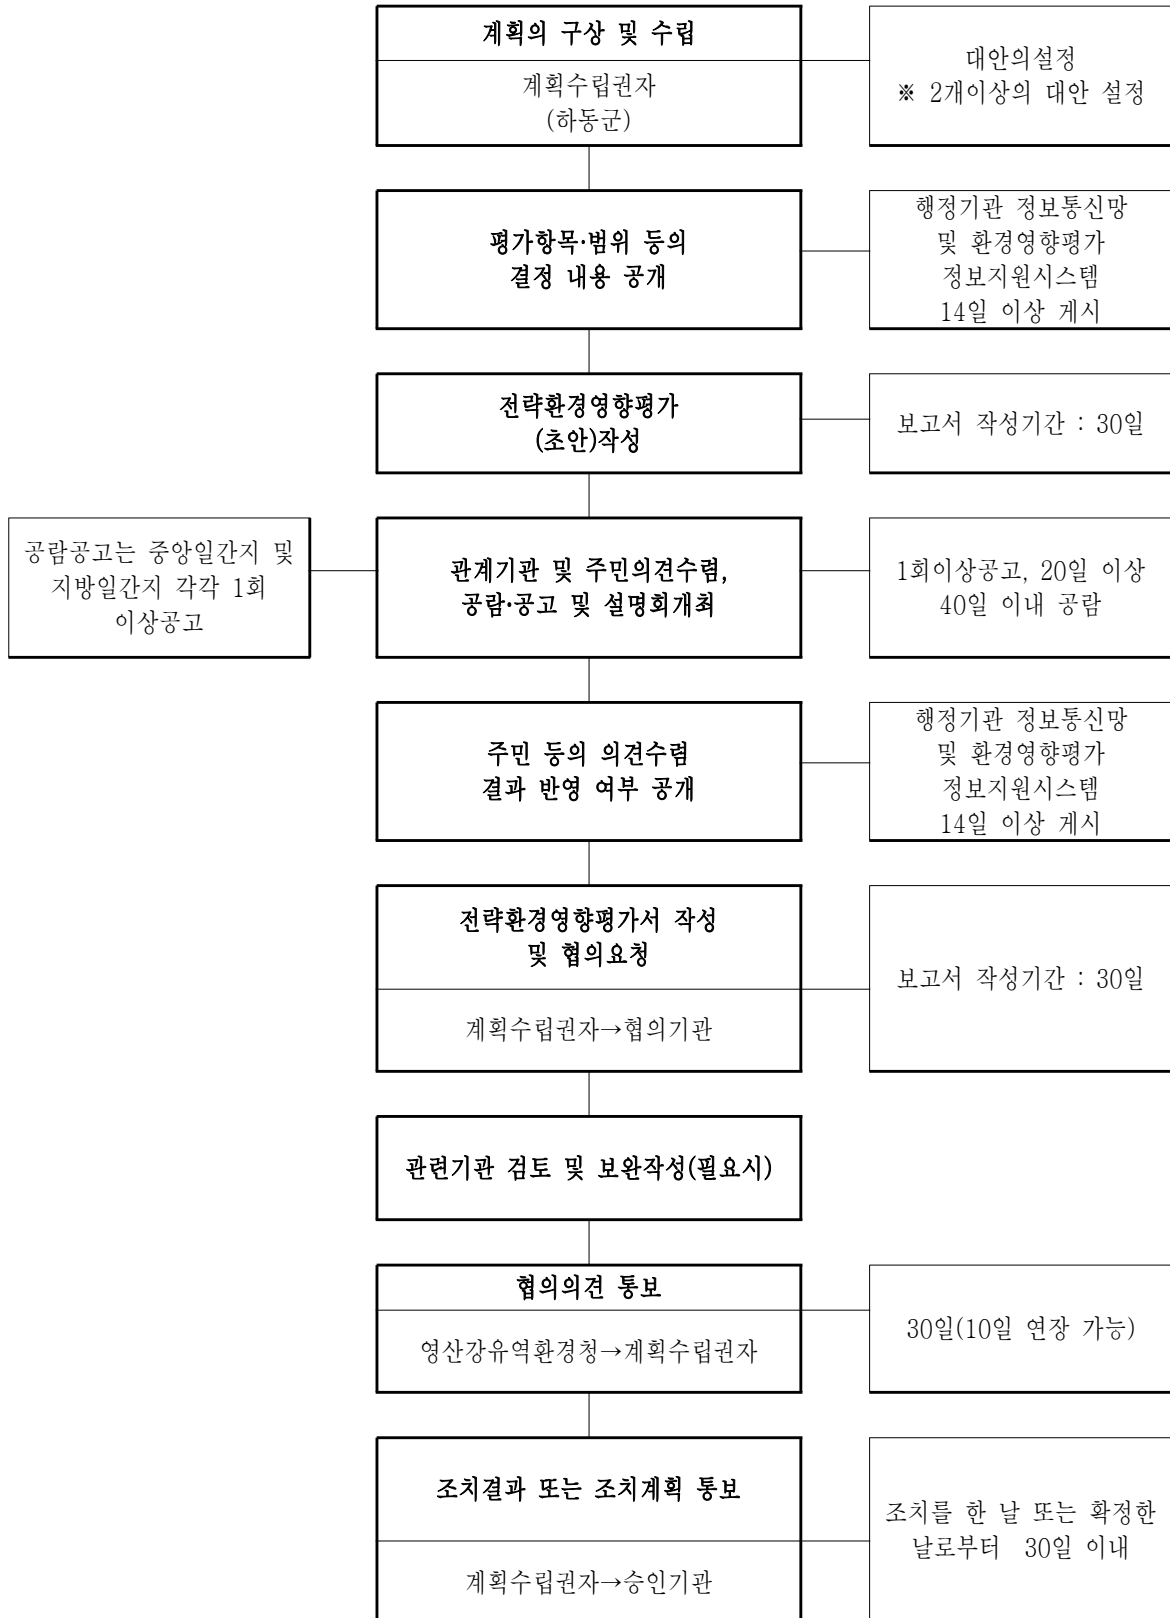 계획의 구상 및 수립
계획수립권자
(하동군)
대안의설정
※ 2개이상의 대안 설정
평가항목·범위 등의
결정 내용 공개
행정기관 정보통신망
및 환경영향평가
정보지원시스템
14일 이상 게시
전략환경영향평가
(초안)작성
보고서 작성기간 : 30일
공람공고는 중앙일간지 및
지방일간지 각각 1회
이상공고
관계기관 및 주민의견수렴,
공람·공고 및 설명회개최
1회이상공고, 20일 이상
40일 이내 공람
주민 등의 의견수렴
결과 반영 여부 공개
행정기관 정보통신망
및 환경영향평가
정보지원시스템
14일 이상 게시
전략환경영향평가서 작성
및 협의요청
계획수립권자→협의기관
보고서 작성기간 : 30일
관련기관 검토 및 보완작성(필요시)
협의의견 통보
영산강유역환경청→계획수립권자
30일(10일 연장 가능)
조치결과 또는 조치계획 통보
계획수립권자→승인기관
조치를 한 날 또는 확정한
날로부터 30일 이내